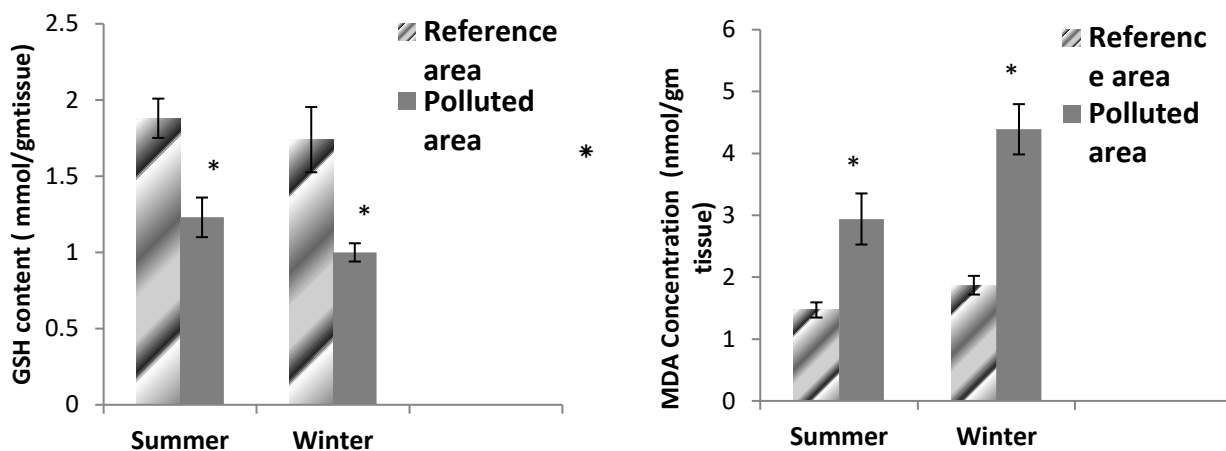 GSH content ( mmol/gmtissue)
2.5
2
1.5
1
0.5
0
*
*
Summer
Winter
Reference
area
Polluted
area
*
MDA Concentration (nmol/gm
tissue)
6
5
4
3
2
1
0
*
*
Summer
Winter
Referenc
e area
Polluted
area